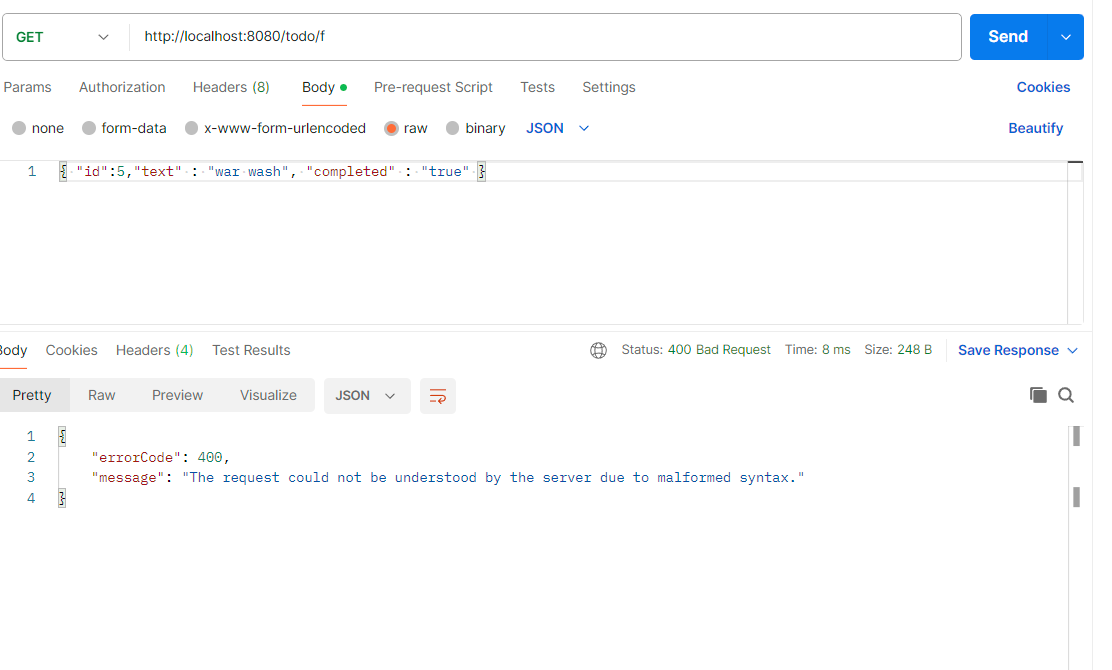 GET http://localhost:8080/todo/f Send
Params Authorization Headers (8) Body Pre-request Script Tests Settings Cookies
none form-data x-www-form-urlencoded raw binary JSON Beautify
1 { "id":5,"text" : "war wash", "completed" : "true" }
Body Cookies Headers (4) Test Results Status: 400 Bad Request Time: 8 ms Size: 248 B Save Response
Pretty Raw Preview Visualize JSON
1 {
2 "errorCode": 400,
3 "message": "The request could not be understood by the server due to malformed syntax."
4 }